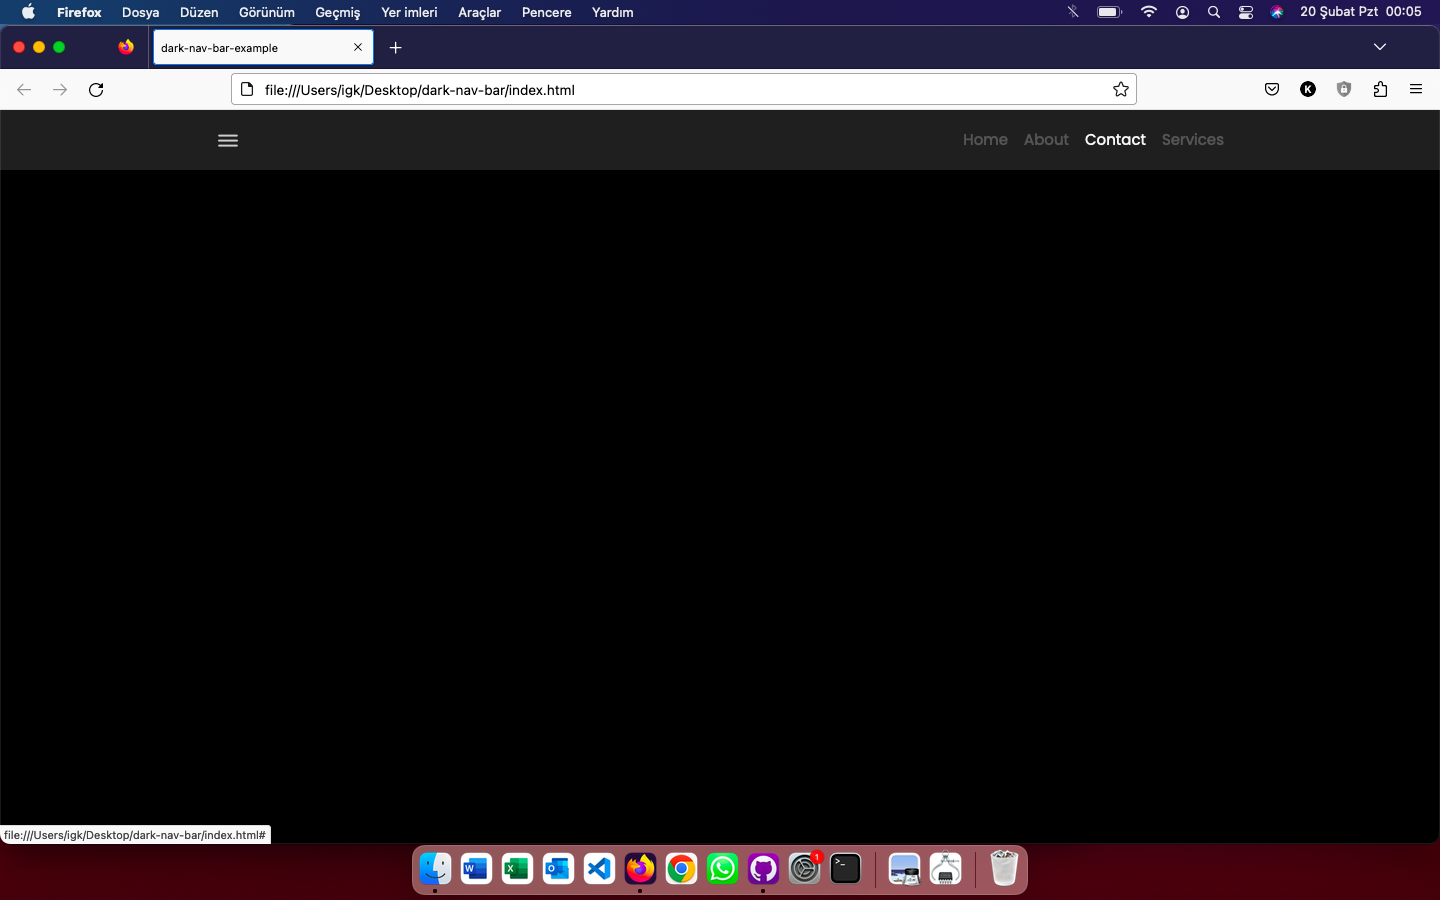 Firefox Dosya Düzen Görünüm Geçmiş Yer imleri Araçlar Pencere Yardım 20 Şubat Pzt 00:05
dark-nav-bar-example
file:///Users/igk/Desktop/dark-nav-bar/index.html K
Home About Contact Services
file:///Users/igk/Desktop/dark-nav-bar/index.html#
W X O 1 >_